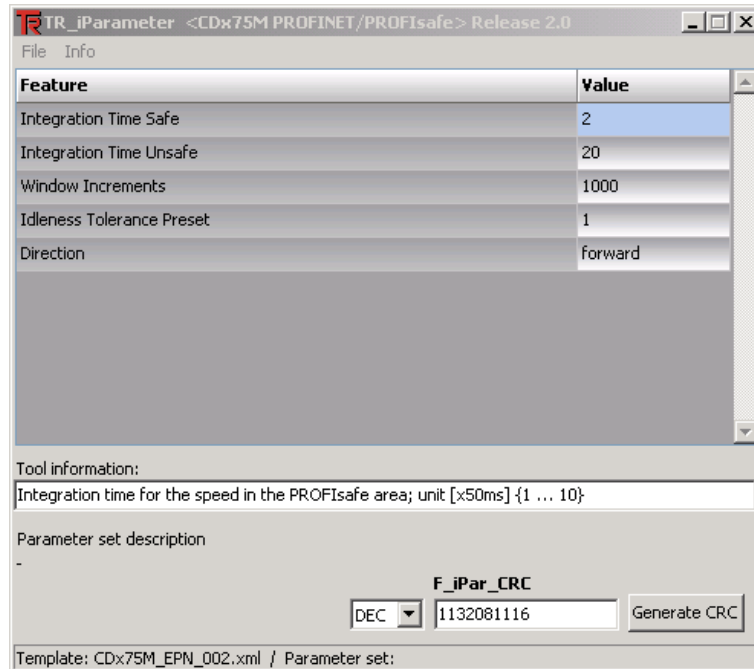 TR_iParameter <CDx75M PROFINET/PROFIsafe> Release 2.0
File Info
Feature Value
Integration Time Safe 2
Integration Time Unsafe 20
Window Increments 1000
Idleness Tolerance Preset 1
Direction forward
Tool information:
Integration time for the speed in the PROFIsafe area; unit [x50ms] {1 ... 10}
Parameter set description
-
F_iPar_CRC
DEC 1132081116 Generate CRC
Template: CDx75M_EPN_002.xml / Parameter set: